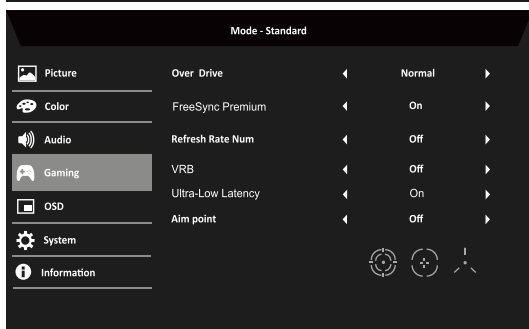 Mode - Standard
Picture
Over Drive Normal
Color
FreeSync Premium On
Audio
Refresh Rate Num Off
Gaming
VRB Off
Ultra-Low Latency On
OSD
Aim point Off
System
Information